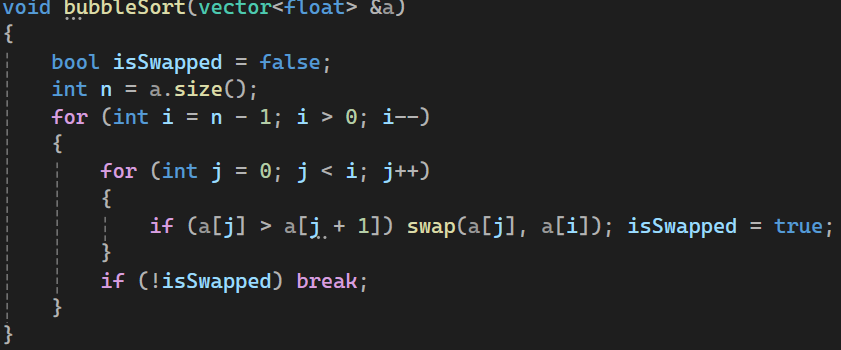 void bubbleSort(vector<float> &a)
{
bool isSwapped = false;
int n = a.size();
for (int i = n - 1; i > 0; i--)
{
for (int j = 0; j < i; j++)
{
if (a[j] > a[j + 1]) swap(a[j], a[i]); isSwapped = true;
}
if (!isSwapped) break;
}
}